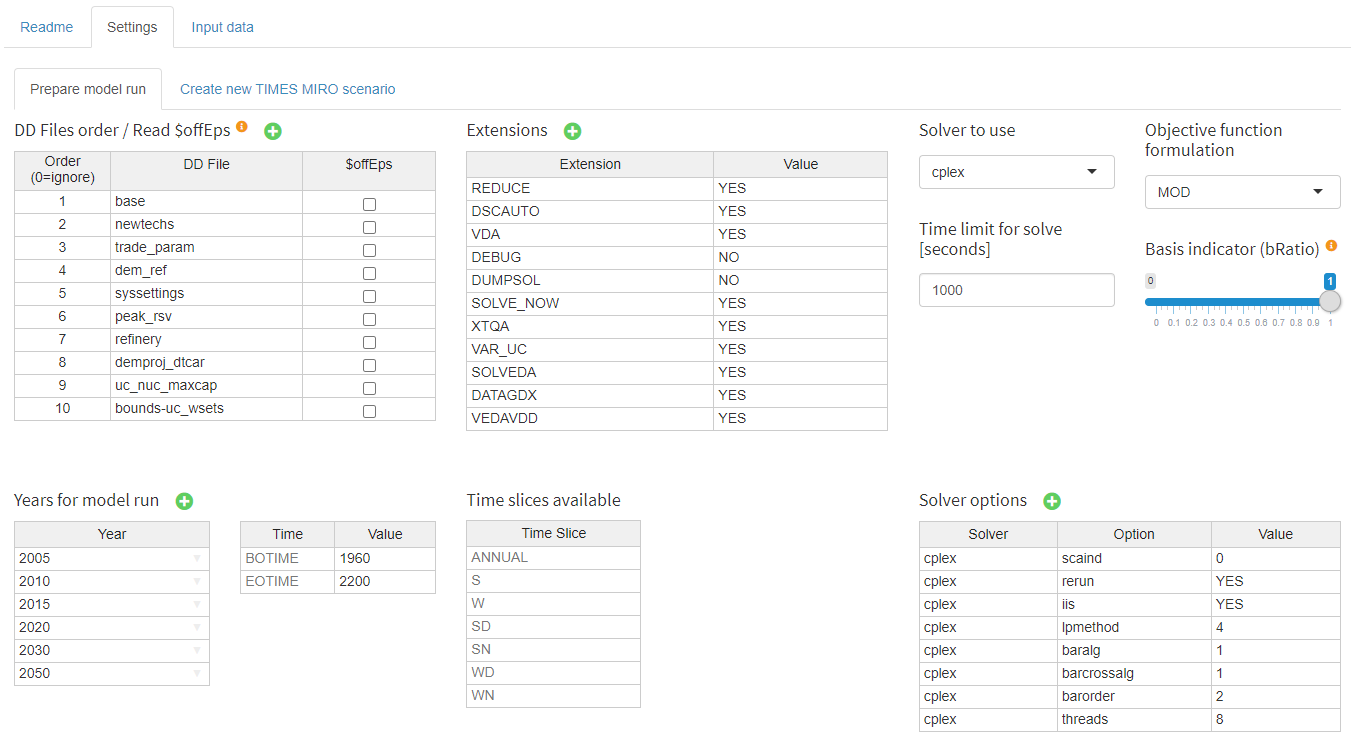 Readme Settings Input data
Prepare model run Create new TIMES MIRO scenario
DD Files order / Read $offEps
Order (0=ignore) DD File $offEps
1 base
2 newtechs
3 trade_param
4 dem_ref
5 syssettings
6 peak_rsv
7 refinery
8 demproj_dtcar
9 uc_nuc_maxcap
10 bounds-uc_wsets
Extensions
Extension Value
REDUCE YES
DSCAUTO YES
VDA YES
DEBUG NO
DUMPSOL NO
SOLVE_NOW YES
XTQA YES
VAR_UC YES
SOLVEDA YES
DATAGDX YES
VEDAVDD YES
Solver to use
cplex
Time limit for solve
[seconds]
1000
Objective function
formulation
MOD
Basis indicator (bRatio)
0 1
0 0.1 0.2 0.3 0.4 0.5 0.6 0.7 0.8 0.9 1
Years for model run
Year
2005
2010
2015
2020
2030
2050
Time Value
BOTIME 1960
EOTIME 2200
Time slices available
Time Slice
ANNUAL
S
W
SD
SN
WD
WN
Solver options
Solver Option Value
cplex scaind 0
cplex rerun YES
cplex iis YES
cplex lpmethod 4
cplex baralg 1
cplex barcrossalg 1
cplex barorder 2
cplex threads 8